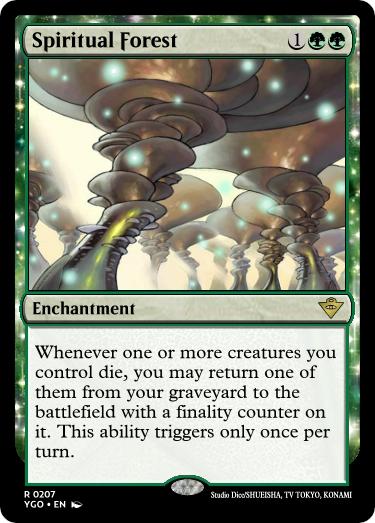 Spiritual Forest 1
Enchantment
Whenever one or more creatures you
control die, you may return one of
them from your graveyard to the
battlefield with a finality counter on
it. This ability triggers only once per
turn.
R 0207
YGO • EN
Studio Dice/SHUEISHA, TV TOKYO, KONAMI